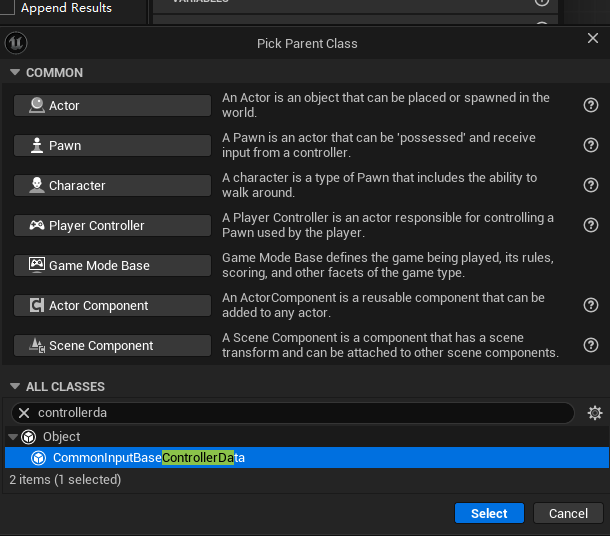 Append Results
Pick Parent Class
COMMON
Actor
An Actor is an object that can be placed or spawned in the
world.
Pawn
A Pawn is an actor that can be 'possessed' and receive
input from a controller.
Character
A character is a type of Pawn that includes the ability to
walk around.
Player Controller
A Player Controller is an actor responsible for controlling a
Pawn used by the player.
Game Mode Base
Game Mode Base defines the game being played, its rules,
scoring, and other facets of the game type.
Actor Component
An ActorComponent is a reusable component that can be
added to any actor.
Scene Component
A Scene Component is a component that has a scene
transform and can be attached to other scene components.
ALL CLASSES
controllerda
Object
CommonInputBaseControllerData
2 items (1 selected)
Select
Cancel